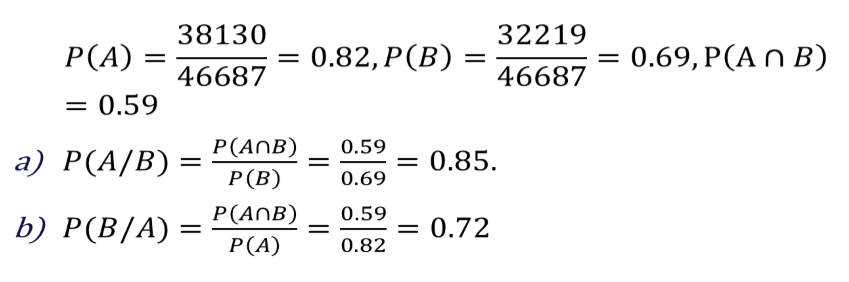 P(A) = 38130/46687 = 0.82, P(B) = 32219/46687 = 0.69, P(A ∩ B)
= 0.59
a) P(A/B) = P(A∩B)/P(B) = 0.59/0.69 = 0.85.
b) P(B/A) = P(A∩B)/P(A) = 0.59/0.82 = 0.72